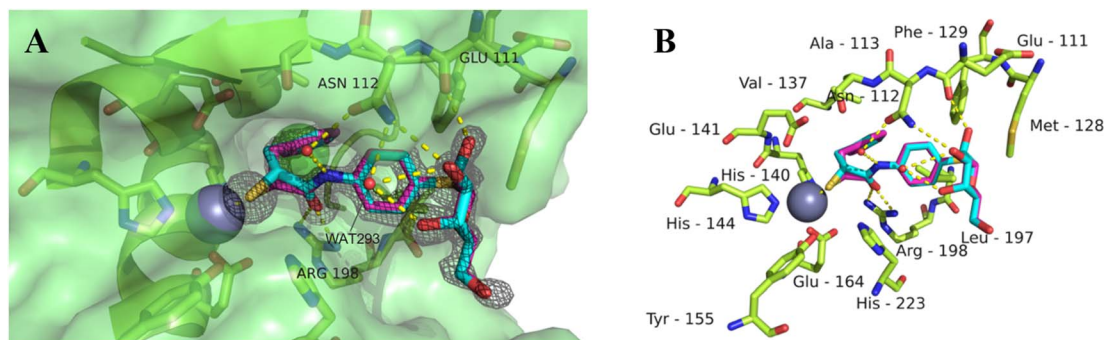 A
GLU 111
ASN 112
WAT293
ARG 198
B
Phe - 129
Glu - 111
Ala - 113
Val - 137
Asn - 112
Glu - 141
Met - 128
His - 140
His - 144
Leu - 197
Arg - 198
Glu - 164
His - 223
Tyr - 155